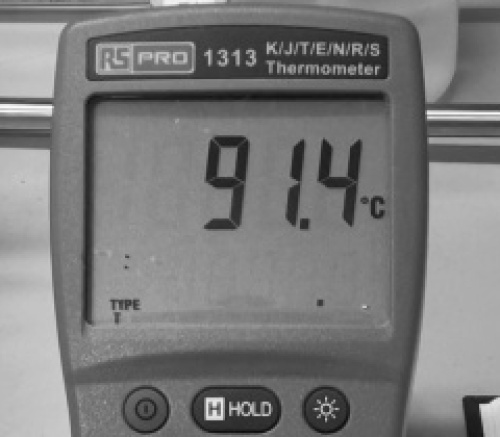 RS PRO 1313 K/J/T/E/N/R/S
Thermometer
91.4 °C
TYPE
T
H HOLD